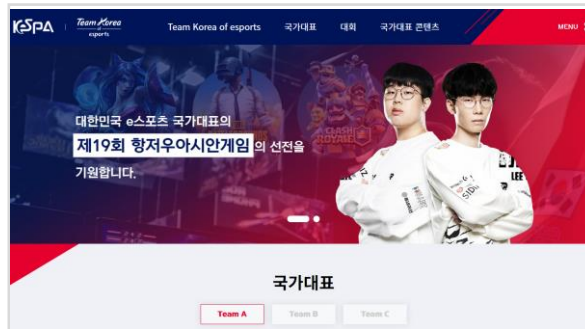 KeSPA
Team Korea
esports
Team Korea of esports 국가대표 대회 국가대표 콘텐츠 MENU
대한민국 e스포츠 국가대표의
제19회 항저우아시안게임 의 선전을
기원합니다.
CLASH
ROYALE
SIDIZ
LEE
국가대표
Team A Team B Team C